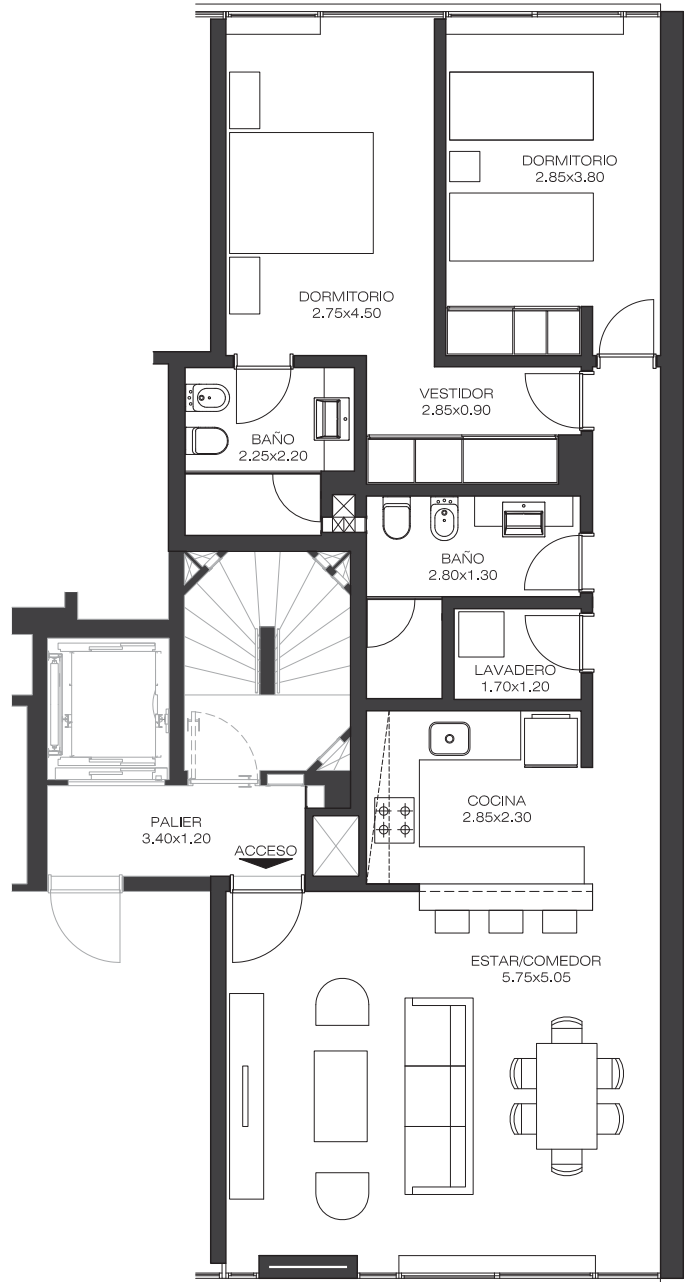 DORMITORIO
2.85x3.80
DORMITORIO
2.75x4.50
VESTIDOR
2.85x0.90
BAÑO
2.25x2.20
BAÑO
2.80x1.30
LAVADERO
1.70x1.20
COCINA
2.85x2.30
PALIER
3.40x1.20
ACCESO
ESTAR/COMEDOR
5.75x5.05